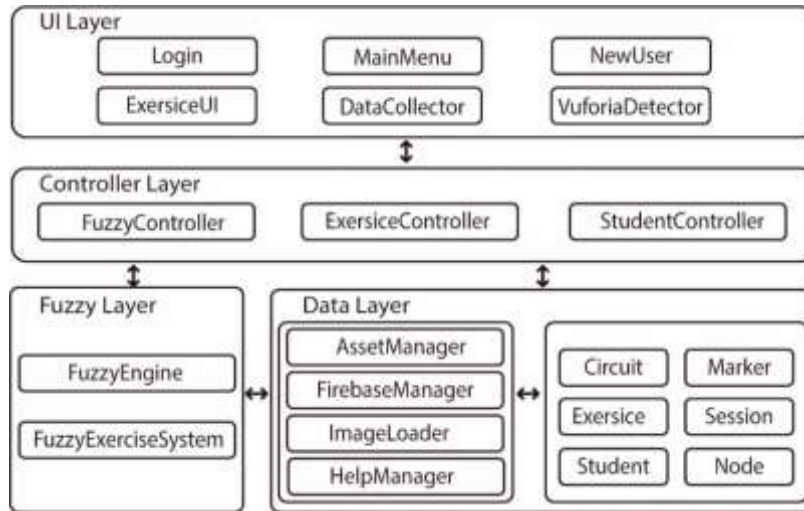 UI Layer
Login MainMenu NewUser
ExersiceUI DataCollector VuforiaDetector
Controller Layer
FuzzyController ExersiceController StudentController
Fuzzy Layer
FuzzyEngine
FuzzyExerciseSystem
Data Layer
AssetManager
FirebaseManager
ImageLoader
HelpManager
Circuit Marker
Exersice Session
Student Node